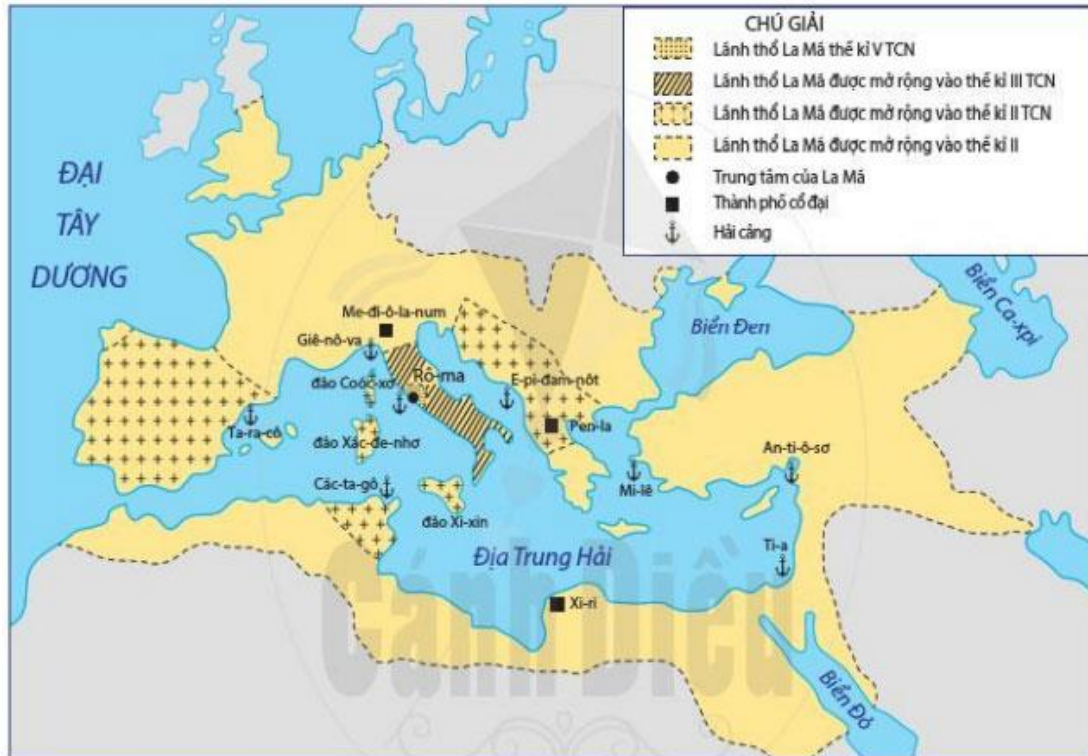 CHÚ GIẢI
Lãnh thổ La Mã thế kỉ V TCN
Lãnh thổ La Mã được mở rộng vào thế kỉ III TCN
Lãnh thổ La Mã được mở rộng vào thế kỉ II TCN
Lãnh thổ La Mã được mở rộng vào thế kỉ II
Trung tâm của La Mã
Thành phố cổ đại
Hải cảng
ĐẠI
TÂY
DƯƠNG
Biển Ca-xpi
Biển Đen
Me-đi-ô-la-num
Giê-nô-va
đảo Coóc-xơ
Rô-ma
E-pi-đam-nôt
Pen-la
Ta-ra-cô
đảo Xác-đe-nhơ
An-ti-ô-sơ
Mi-lê
Các-ta-gô
đảo Xi-xin
Địa Trung Hải
Ti-a
Xi-ri
Cánh Diều
Biển Đỏ